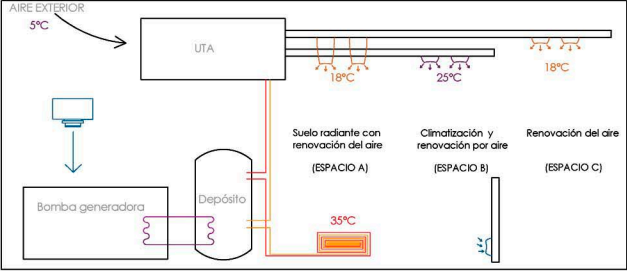 AIRE EXTERIOR
5ºC
UTA
18ºC
25ºC
18ºC
Suelo radiante con
renovación del aire
(ESPACIO A)
Climatización y
renovación por aire
(ESPACIO B)
Renovación del aire
(ESPACIO C)
Bomba generadora
Depósito
35ºC